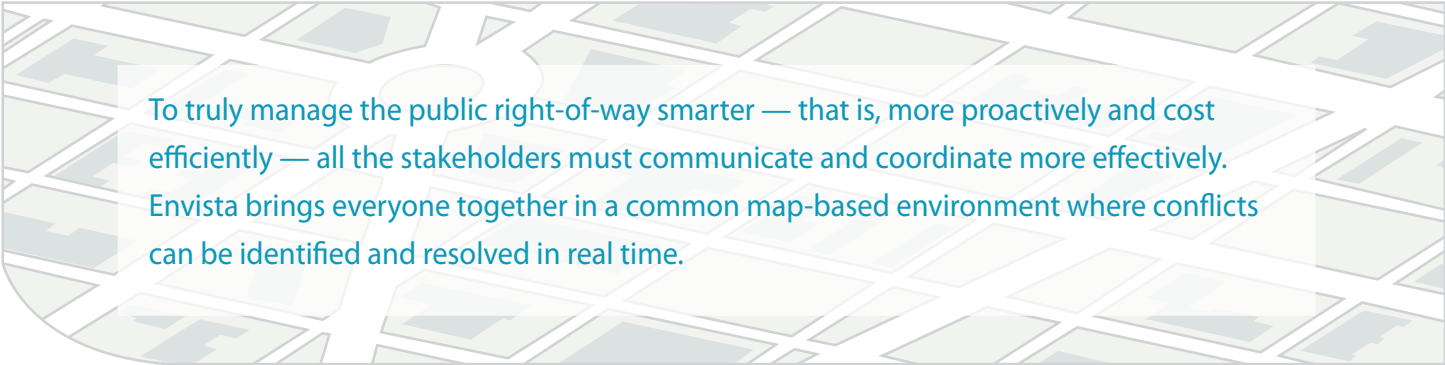 To truly manage the public right-of-way smarter — that is, more proactively and cost
efficiently — all the stakeholders must communicate and coordinate more effectively.
Envista brings everyone together in a common map-based environment where conflicts
can be identified and resolved in real time.